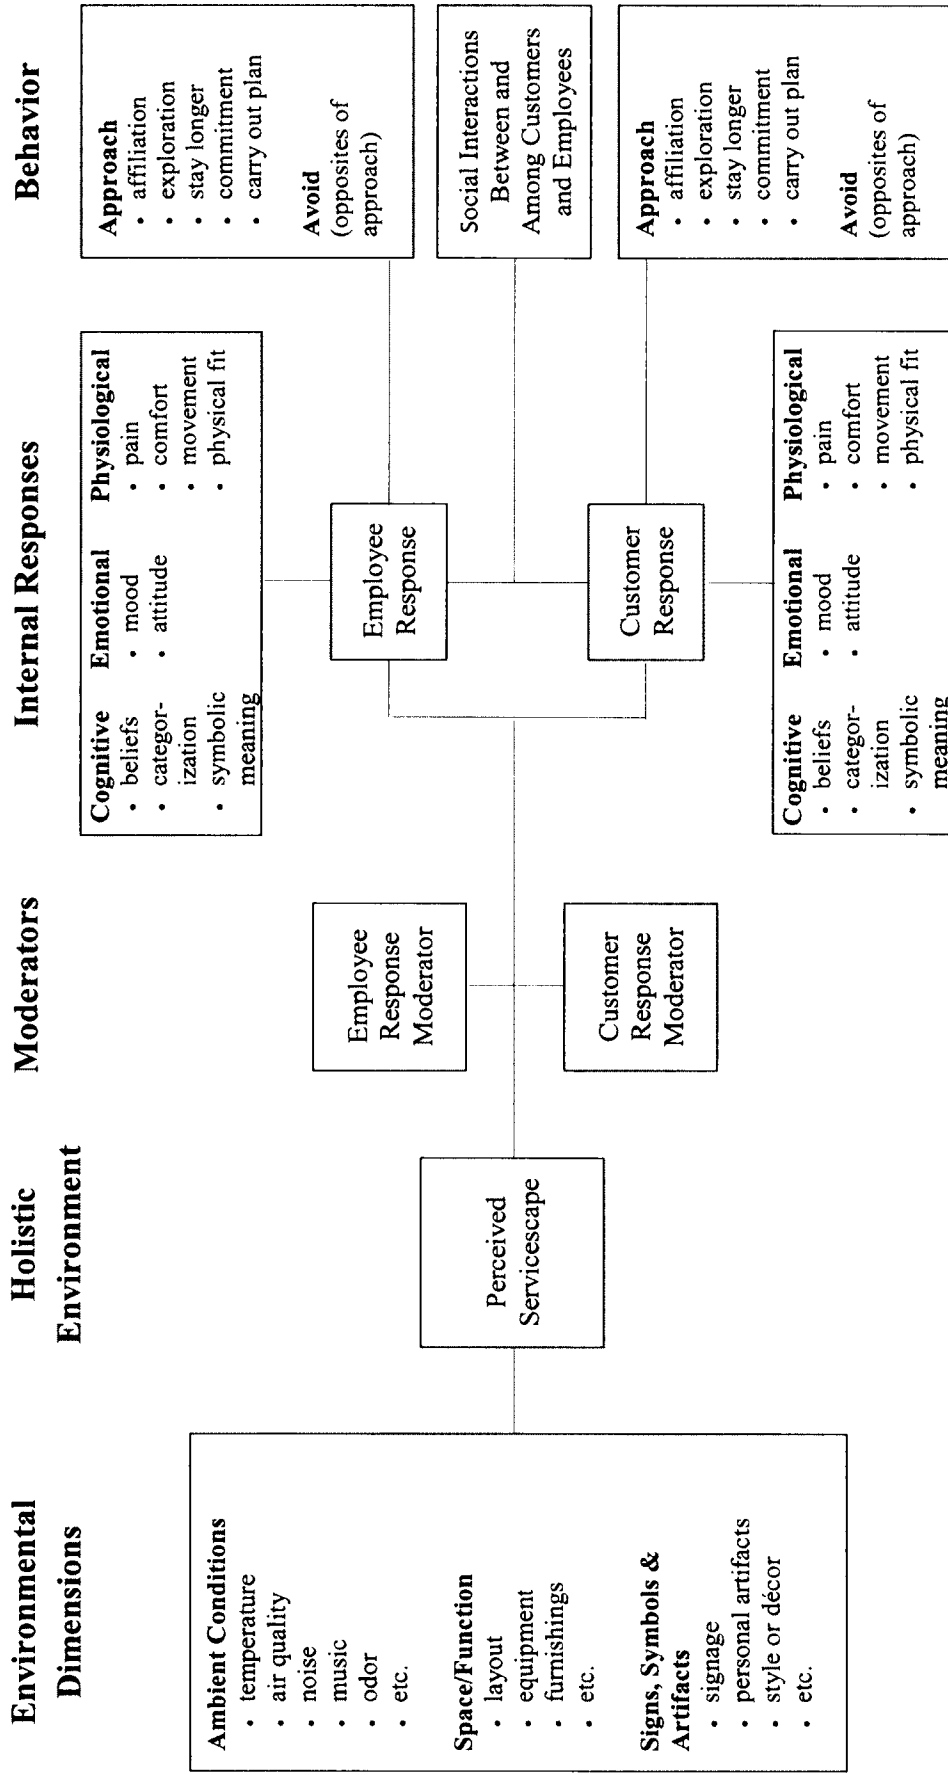 Environmental
Dimensions
Holistic
Environment
Moderators
Internal Responses
Behavior
Ambient Conditions
• temperature
• air quality
• noise
• music
• odor
• etc.
Space/Function
• layout
• equipment
• furnishings
• etc.
Signs, Symbols &
Artifacts
• signage
• personal artifacts
• style or décor
• etc.
Perceived
Servicescape
Employee
Response
Moderator
Customer
Response
Moderator
Cognitive
• beliefs
• categor-
ization
• symbolic
meaning
Emotional
• mood
• attitude
Physiological
• pain
• comfort
• movement
• physical fit
Employee
Response
Customer
Response
Cognitive
• beliefs
• categor-
ization
• symbolic
meaning
Emotional
• mood
• attitude
Physiological
• pain
• comfort
• movement
• physical fit
Approach
• affiliation
• exploration
• stay longer
• commitment
• carry out plan
Avoid
(opposites of
approach)
Social Interactions
Between and
Among Customers
and Employees
Approach
• affiliation
• exploration
• stay longer
• commitment
• carry out plan
Avoid
(opposites of
approach)